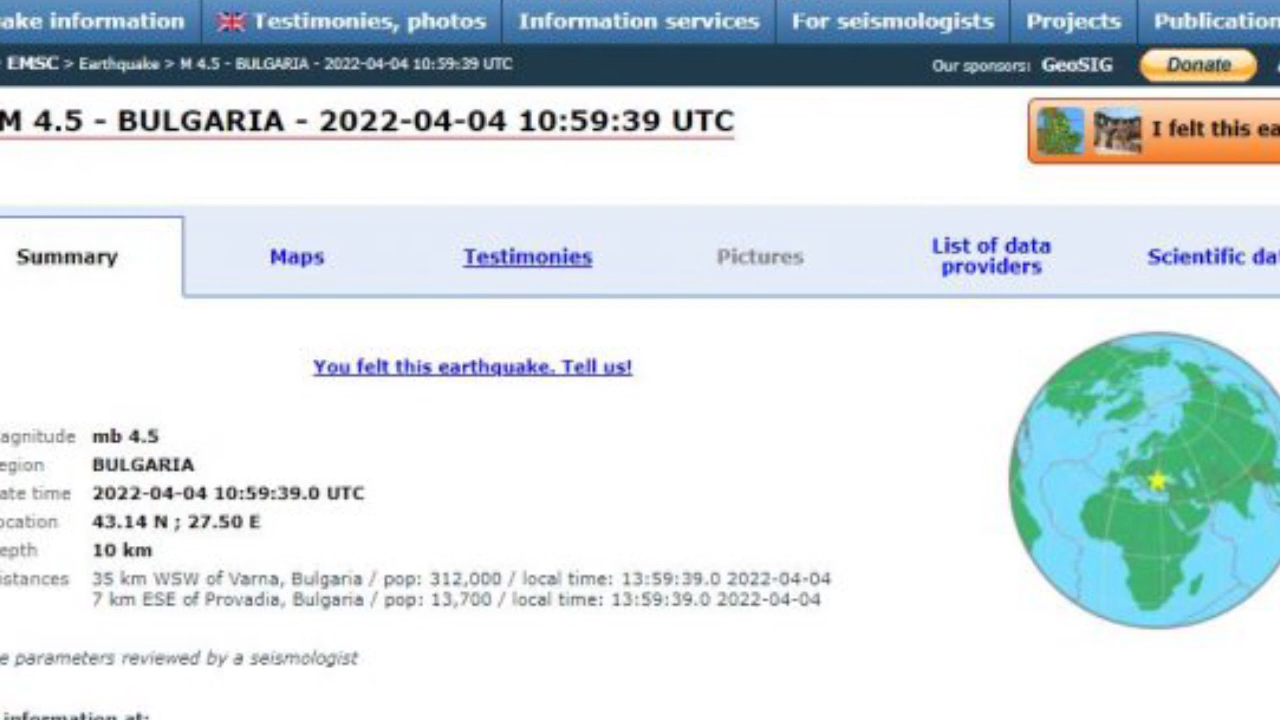 ake information Testimonies, photos Information services For seismologists Projects Publication
EMSC > Earthquake > M 4.5 - BULGARIA - 2022-04-04 10:59:39 UTC Our sponsors: GeoSIG Donate
M 4.5 - BULGARIA - 2022-04-04 10:59:39 UTC
I felt this ea
Summary Maps Testimonies Pictures List of data providers Scientific dat
You felt this earthquake. Tell us!
agnitude mb 4.5
egion BULGARIA
ate time 2022-04-04 10:59:39.0 UTC
ocation 43.14 N ; 27.50 E
epth 10 km
istances 35 km WSW of Varna, Bulgaria / pop: 312,000 / local time: 13:59:39.0 2022-04-04
7 km ESE of Provadia, Bulgaria / pop: 13,700 / local time: 13:59:39.0 2022-04-04
e parameters reviewed by a seismologist
information at: